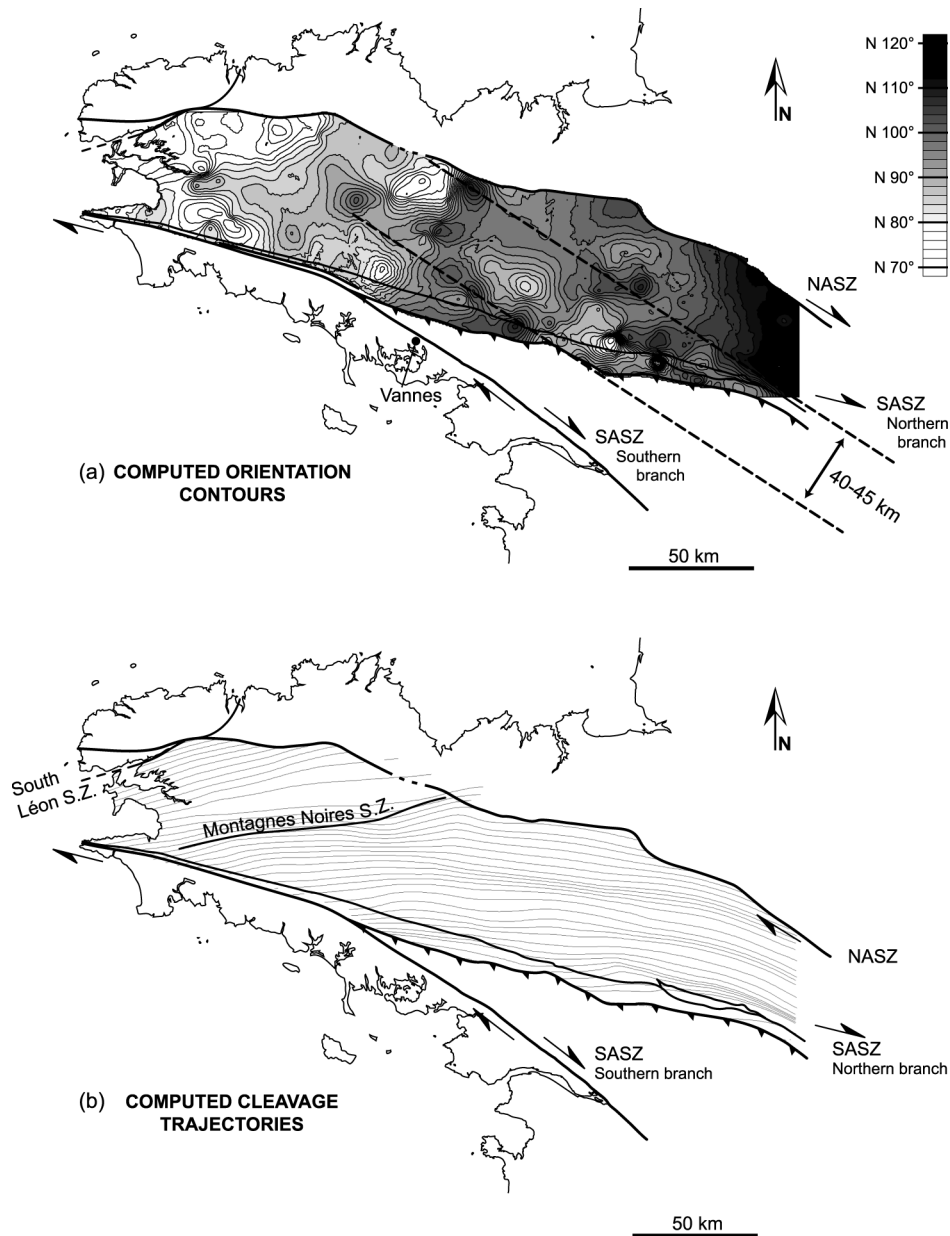 N 120°
N 110°
N 100°
N 90°
N 80°
N 70°
N
NASZ
Vannes
SASZ
Northern
branch
SASZ
Southern
branch
40-45 km
(a) COMPUTED ORIENTATION
CONTOURS
50 km
N
South
Léon S.Z.
Montagnes Noires S.Z.
NASZ
SASZ
Southern branch
SASZ
Northern branch
(b) COMPUTED CLEAVAGE
TRAJECTORIES
50 km